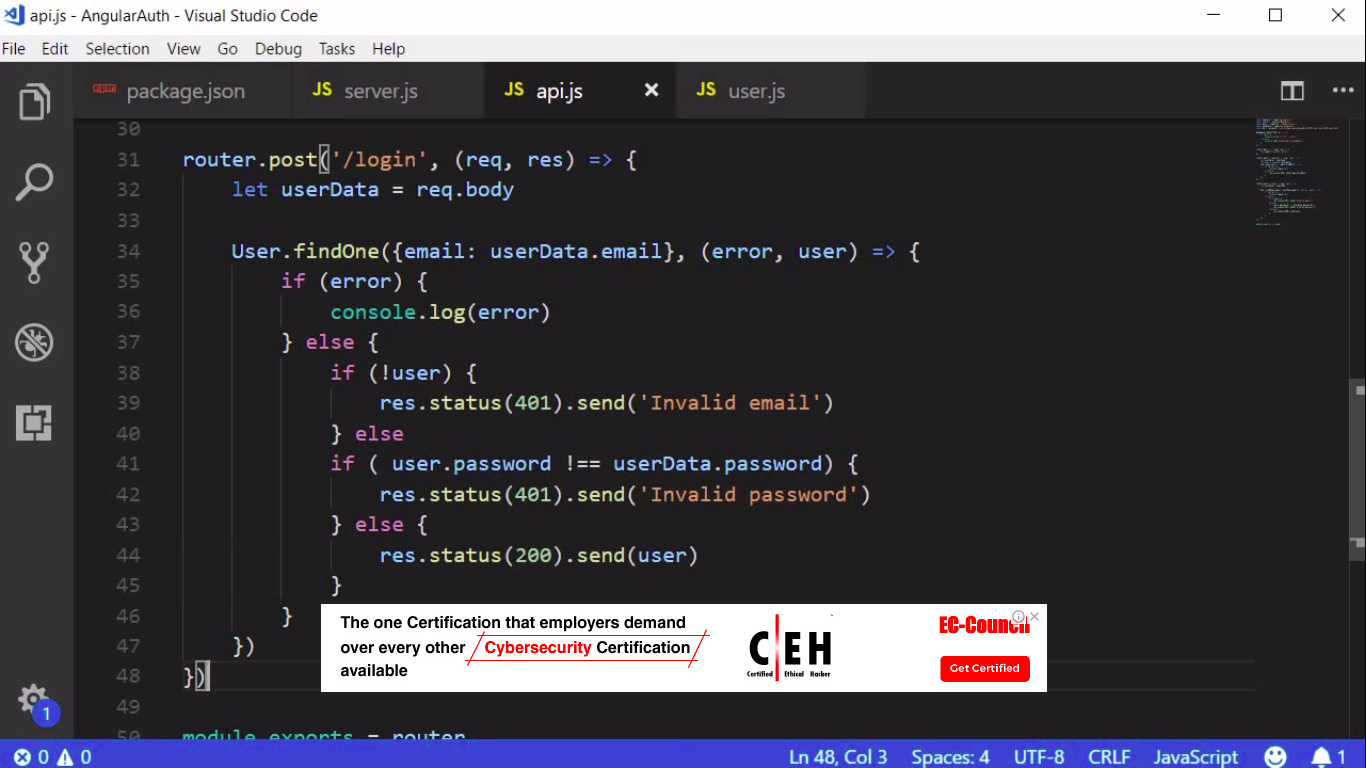 api.js - AngularAuth - Visual Studio Code
File Edit Selection View Go Debug Tasks Help
npm package.json JS server.js JS api.js JS user.js
30
31 router.post('/login', (req, res) => {
32 let userData = req.body
33
34 User.findOne({email: userData.email}, (error, user) => {
35 if (error) {
36 console.log(error)
37 } else {
38 if (!user) {
39 res.status(401).send('Invalid email')
40 } else
41 if ( user.password !== userData.password) {
42 res.status(401).send('Invalid password')
43 } else {
44 res.status(200).send(user)
45 }
46 }
47 })
48 })
49
50 module.exports = router
The one Certification that employers demand
over every other Cybersecurity Certification
available
CEH
Certified Ethical Hacker
EC-Council
Get Certified
1
0 0 Ln 48, Col 3 Spaces: 4 UTF-8 CRLF JavaScript 1